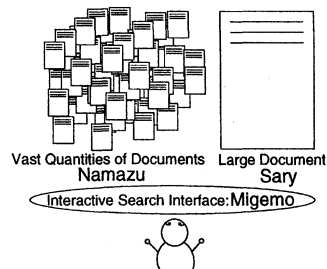 Vast Quantities of Documents
Namazu
Large Document
Sary
Interactive Search Interface:Migemo